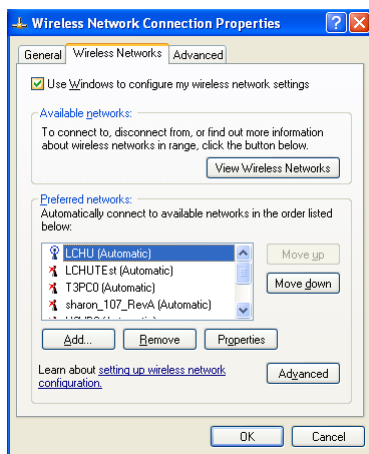 Wireless Network Connection Properties
General
Wireless Networks
Advanced
Use Windows to configure my wireless network settings
Available networks:
To connect to, disconnect from, or find out more information
about wireless networks in range, click the button below.
View Wireless Networks
Preferred networks:
Automatically connect to available networks in the order listed
below:
LCHU (Automatic)
LCHUTEst (Automatic)
T3PC0 (Automatic)
sharon_107_RevA (Automatic)
Move up
Move down
Add...
Remove
Properties
Learn about setting up wireless network
configuration.
Advanced
OK
Cancel